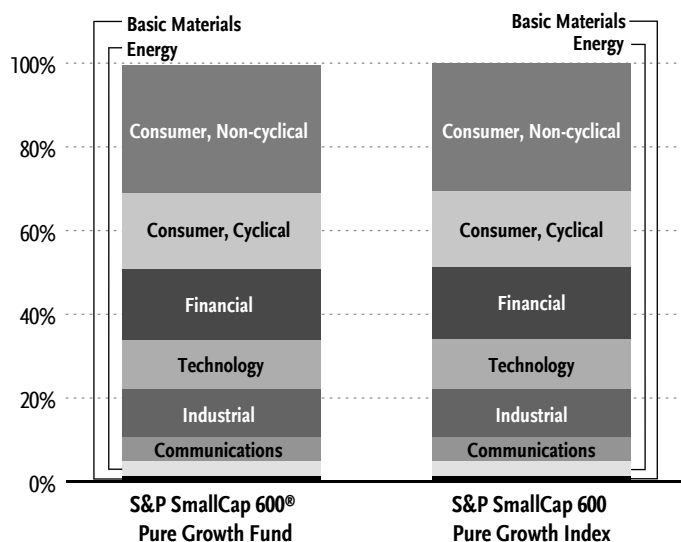 Basic Materials
Energy
Basic Materials
Energy
100%
80%
60%
40%
20%
0%
Consumer, Non-cyclical
Consumer, Cyclical
Financial
Technology
Industrial
Communications
Consumer, Non-cyclical
Consumer, Cyclical
Financial
Technology
Industrial
Communications
S&P SmallCap 600®
Pure Growth Fund
S&P SmallCap 600
Pure Growth Index